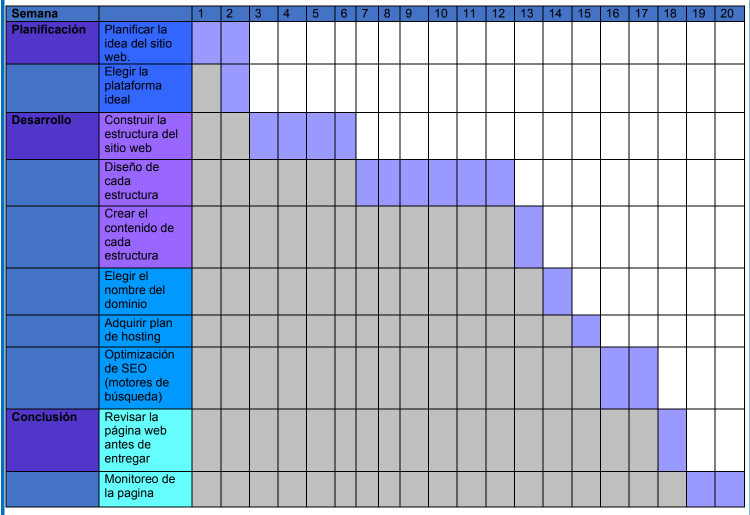 Semana 1 2 3 4 5 6 7 8 9 10 11 12 13 14 15 16 17 18 19 20
Planificación
Planificar la
idea del sitio
web.
Elegir la
plataforma
ideal
Desarrollo
Construir la
estructura del
sitio web
Diseño de
cada
estructura
Crear el
contenido de
cada
estructura
Elegir el
nombre del
dominio
Adquirir plan
de hosting
Optimización
de SEO
(motores de
búsqueda)
Conclusión
Revisar la
página web
antes de
entregar
Monitoreo de
la pagina